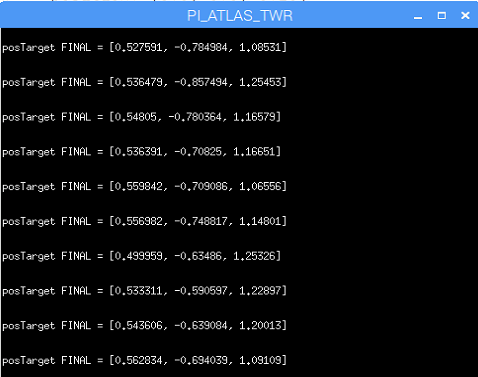 PI_ATLAS_TWR
posTarget FINAL = [0.527591, -0.784984, 1.08531]
posTarget FINAL = [0.536479, -0.857494, 1.25453]
posTarget FINAL = [0.54805, -0.780364, 1.16579]
posTarget FINAL = [0.536391, -0.70825, 1.16651]
posTarget FINAL = [0.559842, -0.709086, 1.06556]
posTarget FINAL = [0.556982, -0.748817, 1.14801]
posTarget FINAL = [0.499959, -0.63486, 1.25326]
posTarget FINAL = [0.533311, -0.590597, 1.22897]
posTarget FINAL = [0.543606, -0.639084, 1.20013]
posTarget FINAL = [0.562834, -0.694039, 1.09109]